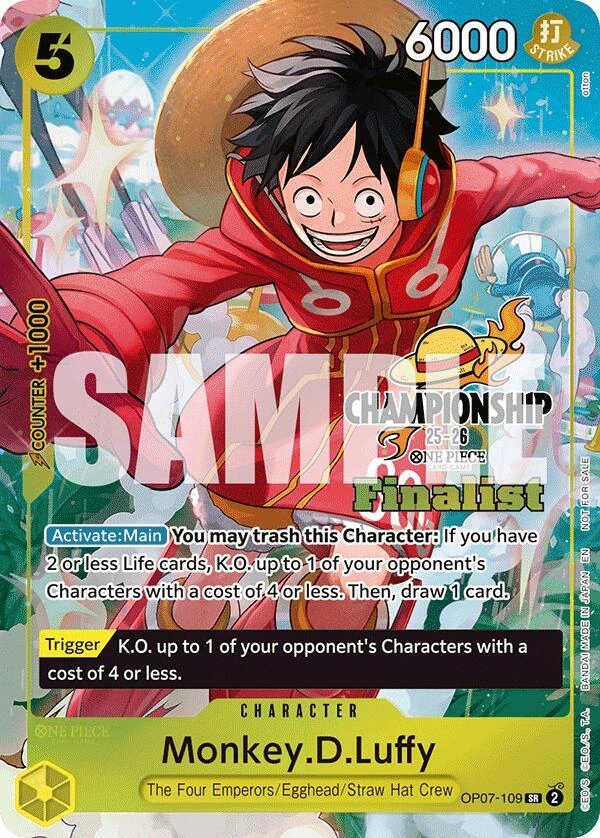 5
6000
打
STRIKE
otton
COUNTER +1000
SAMPLE
CHAMPIONSHIP
25-26
ONE PIECE
CARD GAME
Finalist
Activate:Main You may trash this Character: If you have
2 or less Life cards, K.O. up to 1 of your opponent's
Characters with a cost of 4 or less. Then, draw 1 card.
Trigger K.O. up to 1 of your opponent's Characters with a
cost of 4 or less.
CHARACTER
ONE PIECE
CARD GAME
Monkey.D.Luffy
The Four Emperors/Egghead/Straw Hat Crew
OP07-109 SR 2
©E.O/S ©E.O./S., T.A. BANDAI MADE IN JAPAN EN NOT FOR SALE